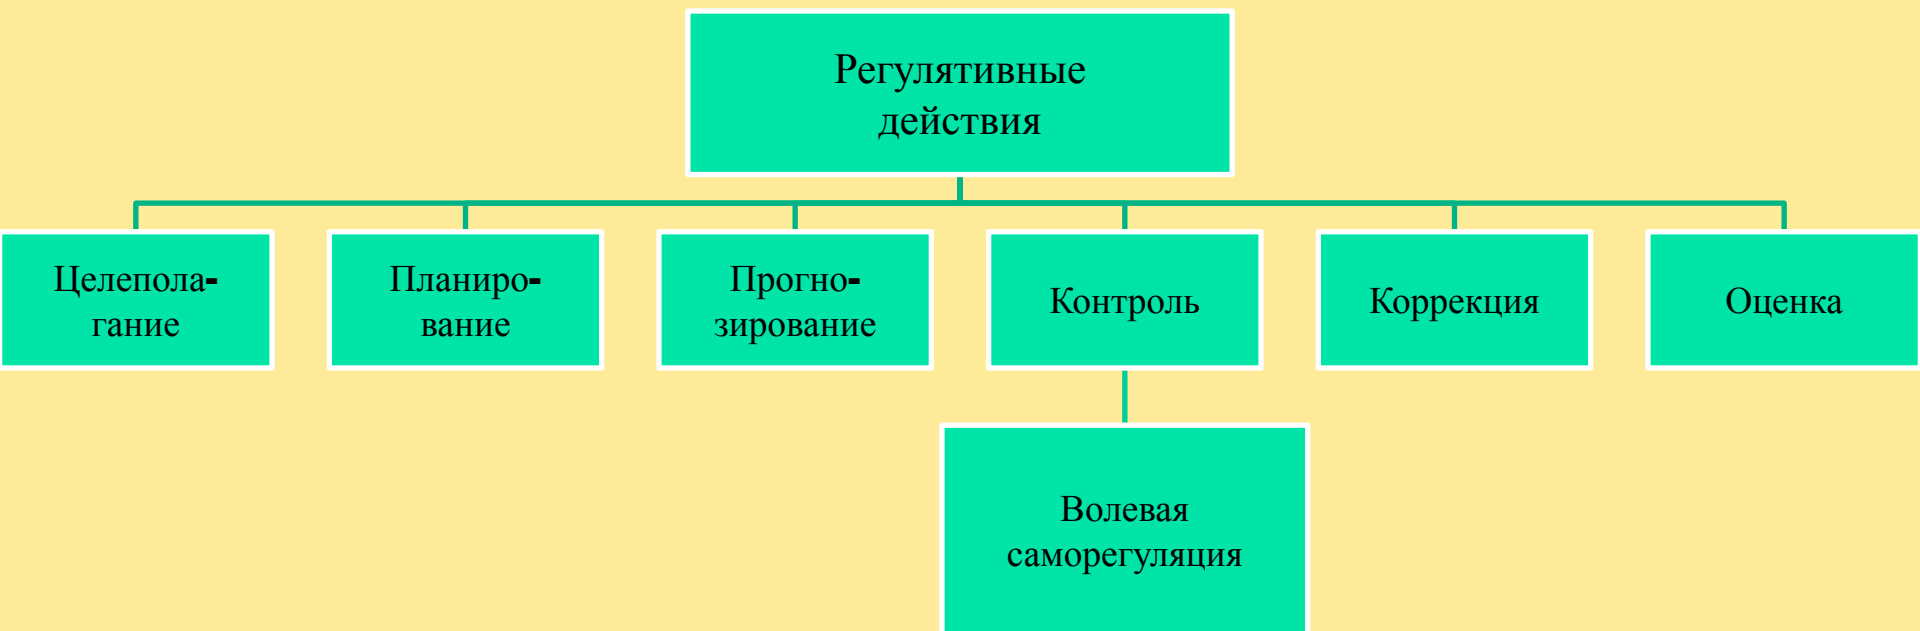 Регулятивные
действия
Целепола-
гание
Планиро-
вание
Прогно-
зирование
Контроль
Коррекция
Оценка
Волевая
саморегуляция